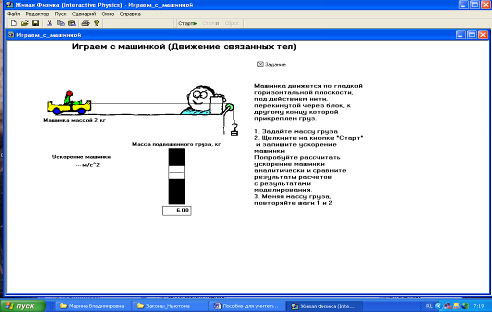 Живая Физика (Interactive Physics) - Играем_с_машинкой
Файл Редактор Пуск Сценарий Окно Справка
Старт▶ Стоп Сброс
Играем_с_машинкой
Играем с машинкой (Движение связанных тел)
Задание
Машинка движется по гладкой
горизонтальной плоскости,
под действием нити,
перекинутой через блок, к
другому концу которой
прикреплен груз.
1. Задайте массу груза
2. Щелкните на кнопке "Старт"
и запишите ускорение
машинки
Попробуйте рассчитать
ускорение машинки
аналитически и сравните
результаты расчетов
с результатами
моделирования.
3. Меняя массу груза,
повторяйте шаги 1 и 2
Машинка массой 2 кг
Масса подвешенного груза, кг
Ускорение машинки
---м/с^2
6.00
пуск
Марина Владимировна
Законы_Ньютона
Пособие для учител...
Живая Физика (Inte...
RL
7:19